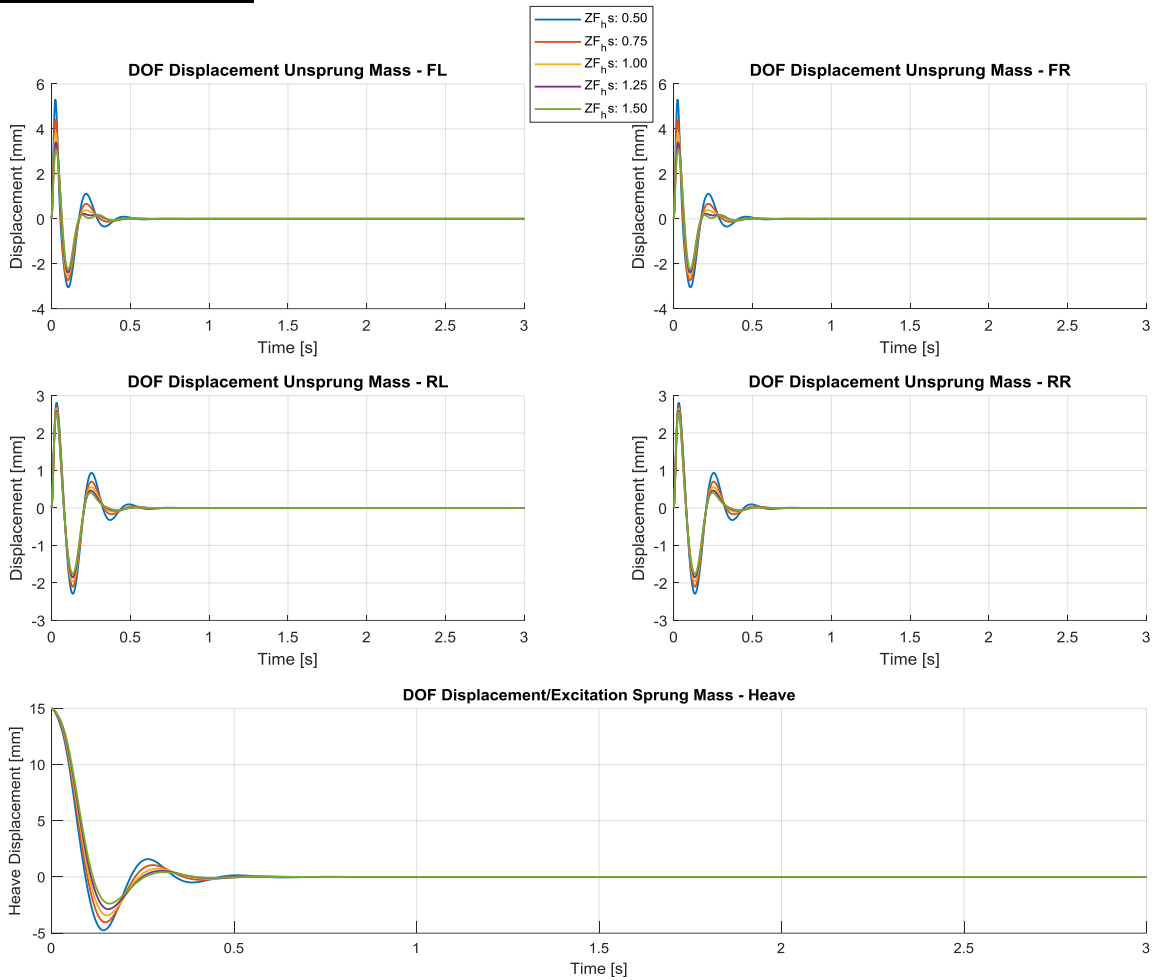 ZFhs: 0.50
ZFhs: 0.75
ZFhs: 1.00
ZFhs: 1.25
ZFhs: 1.50
DOF Displacement Unsprung Mass - FL
6
4
2
0
-2
-4
Displacement [mm]
0 0.5 1 1.5 2 2.5 3
Time [s]
DOF Displacement Unsprung Mass - FR
6
4
2
0
-2
-4
Displacement [mm]
0 0.5 1 1.5 2 2.5 3
Time [s]
DOF Displacement Unsprung Mass - RL
3
2
1
0
-1
-2
-3
Displacement [mm]
0 0.5 1 1.5 2 2.5 3
Time [s]
DOF Displacement Unsprung Mass - RR
3
2
1
0
-1
-2
-3
Displacement [mm]
0 0.5 1 1.5 2 2.5 3
Time [s]
DOF Displacement/Excitation Sprung Mass - Heave
15
10
5
0
-5
Heave Displacement [mm]
0 0.5 1 1.5 2 2.5 3
Time [s]